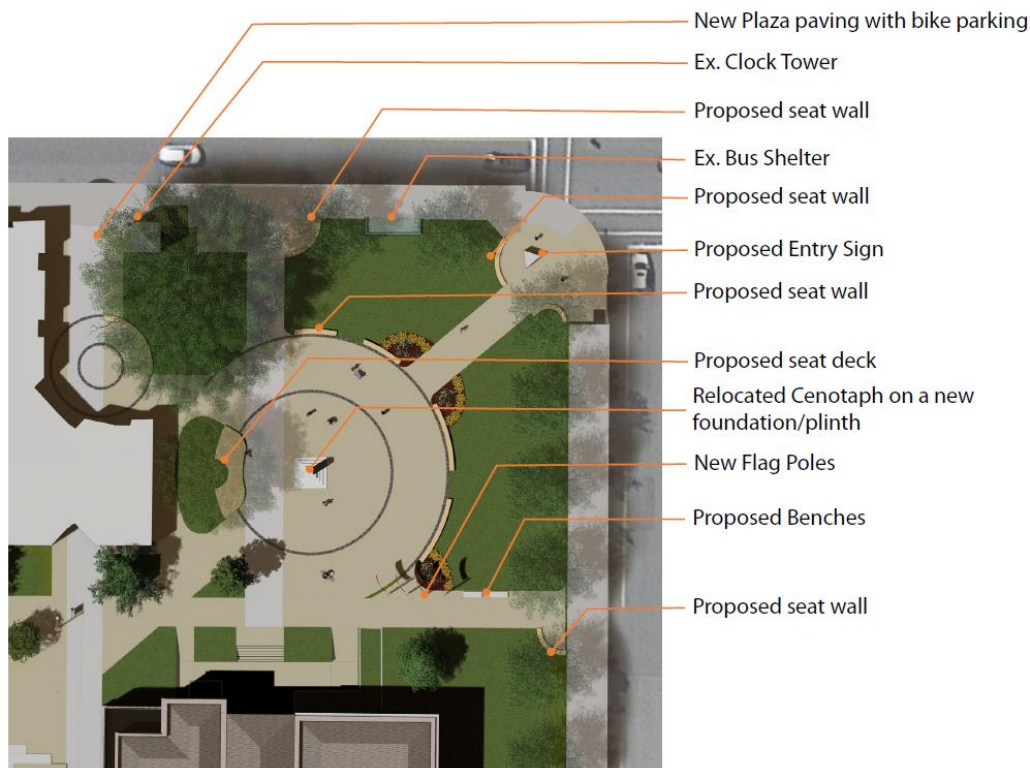 New Plaza paving with bike parking
Ex. Clock Tower
Proposed seat wall
Ex. Bus Shelter
Proposed seat wall
Proposed Entry Sign
Proposed seat wall
Proposed seat deck
Relocated Cenotaph on a new
foundation/plinth
New Flag Poles
Proposed Benches
Proposed seat wall